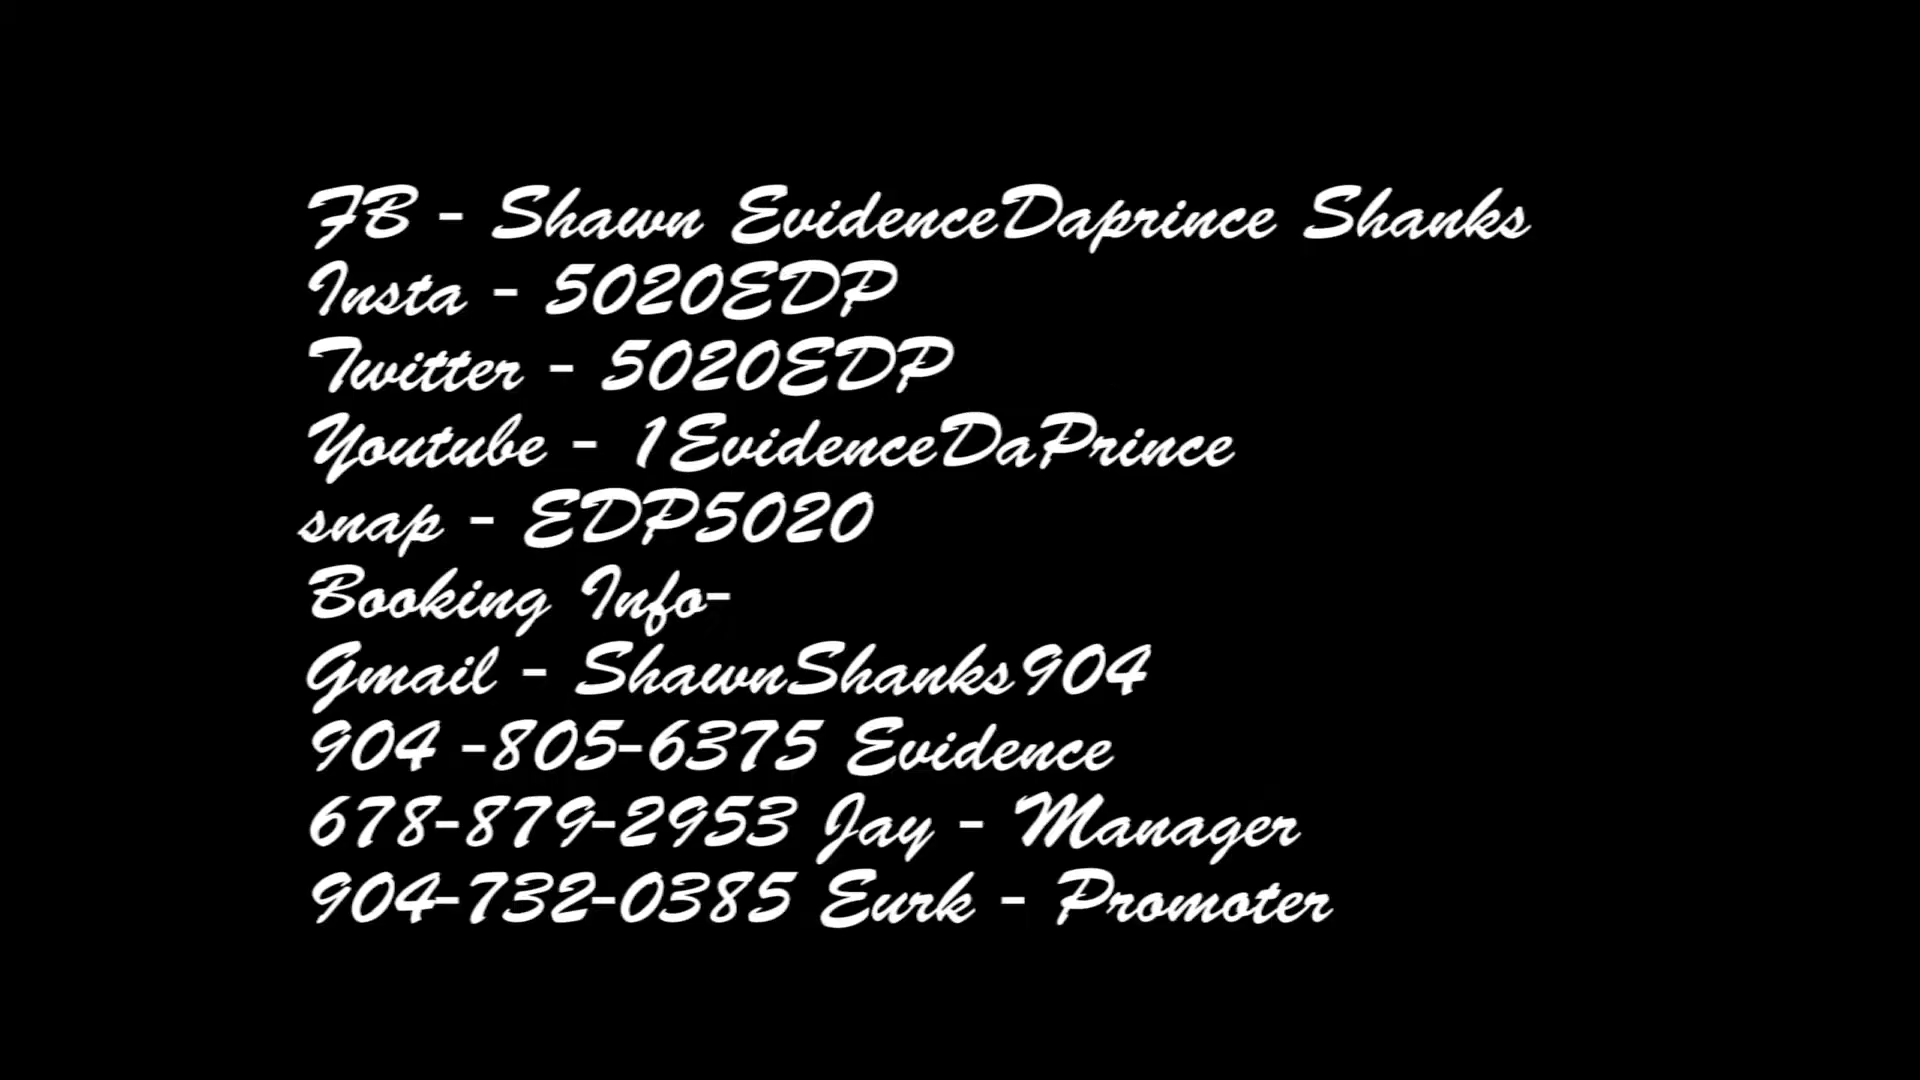 FB - Shawn EvidenceDaprince Shanks
Insta - 5020EDP
Twitter - 5020EDP
Youtube - 1EvidenceDaPrince
snap - EDP5020
Booking Info-
Gmail - ShawnShanks904
904 -805-6375 Evidence
678-879-2953 Jay - Manager
904-732-0385 Eurk - Promoter